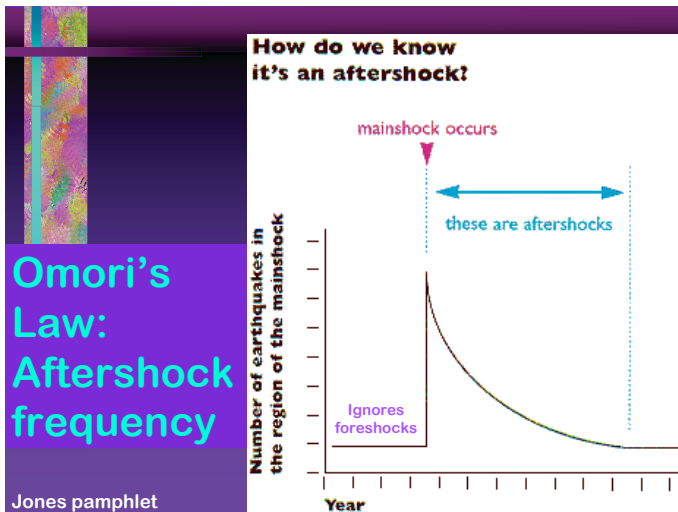 How do we know
it's an aftershock?
mainshock occurs
these are aftershocks
Number of earthquakes in
the region of the mainshock
Ignores
foreshocks
Year
Omori's
Law:
Aftershock
frequency
Jones pamphlet